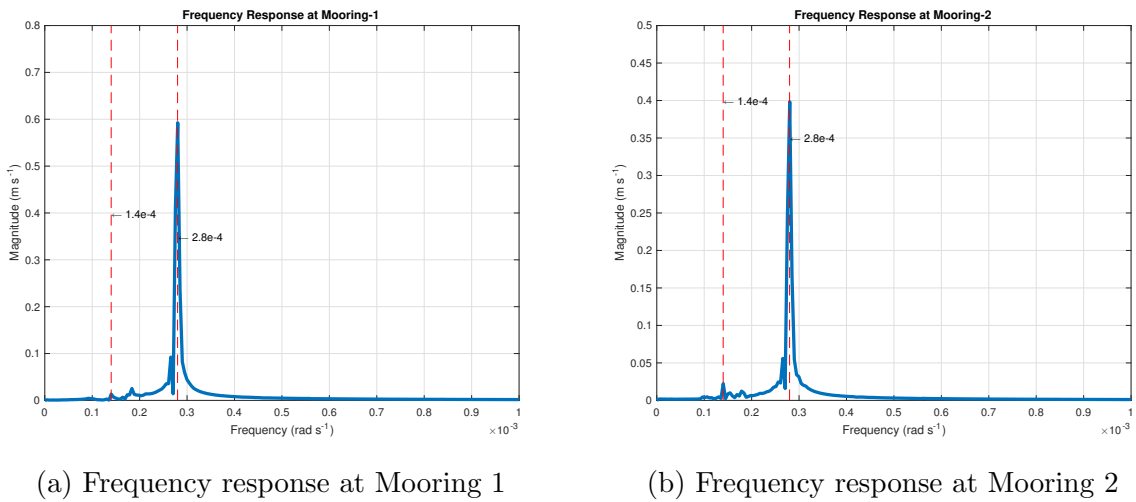 Frequency Response at Mooring-1
0.8
0.7
0.6
0.5
0.4
0.3
0.2
0.1
0
Magnitude (m s⁻¹)
← 1.4e-4
← 2.8e-4
0 0.1 0.2 0.3 0.4 0.5 0.6 0.7 0.8 0.9 1
Frequency (rad s⁻¹)
×10⁻³
(a) Frequency response at Mooring 1
Frequency Response at Mooring-2
0.5
0.45
0.4
0.35
0.3
0.25
0.2
0.15
0.1
0.05
0
Magnitude (m s⁻¹)
← 1.4e-4
← 2.8e-4
0 0.1 0.2 0.3 0.4 0.5 0.6 0.7 0.8 0.9 1
Frequency (rad s⁻¹)
×10⁻³
(b) Frequency response at Mooring 2